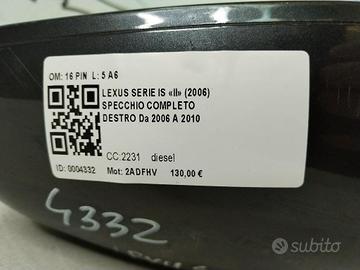 OM: 16 PIN L: 5 A6
LEXUS SERIE IS «II» (2006)
SPECCHIO COMPLETO
DESTRO Da 2006 A 2010
CC:2231 diesel
ID: 0004332 Mot: 2ADFHV 130,00 €
4332
subito